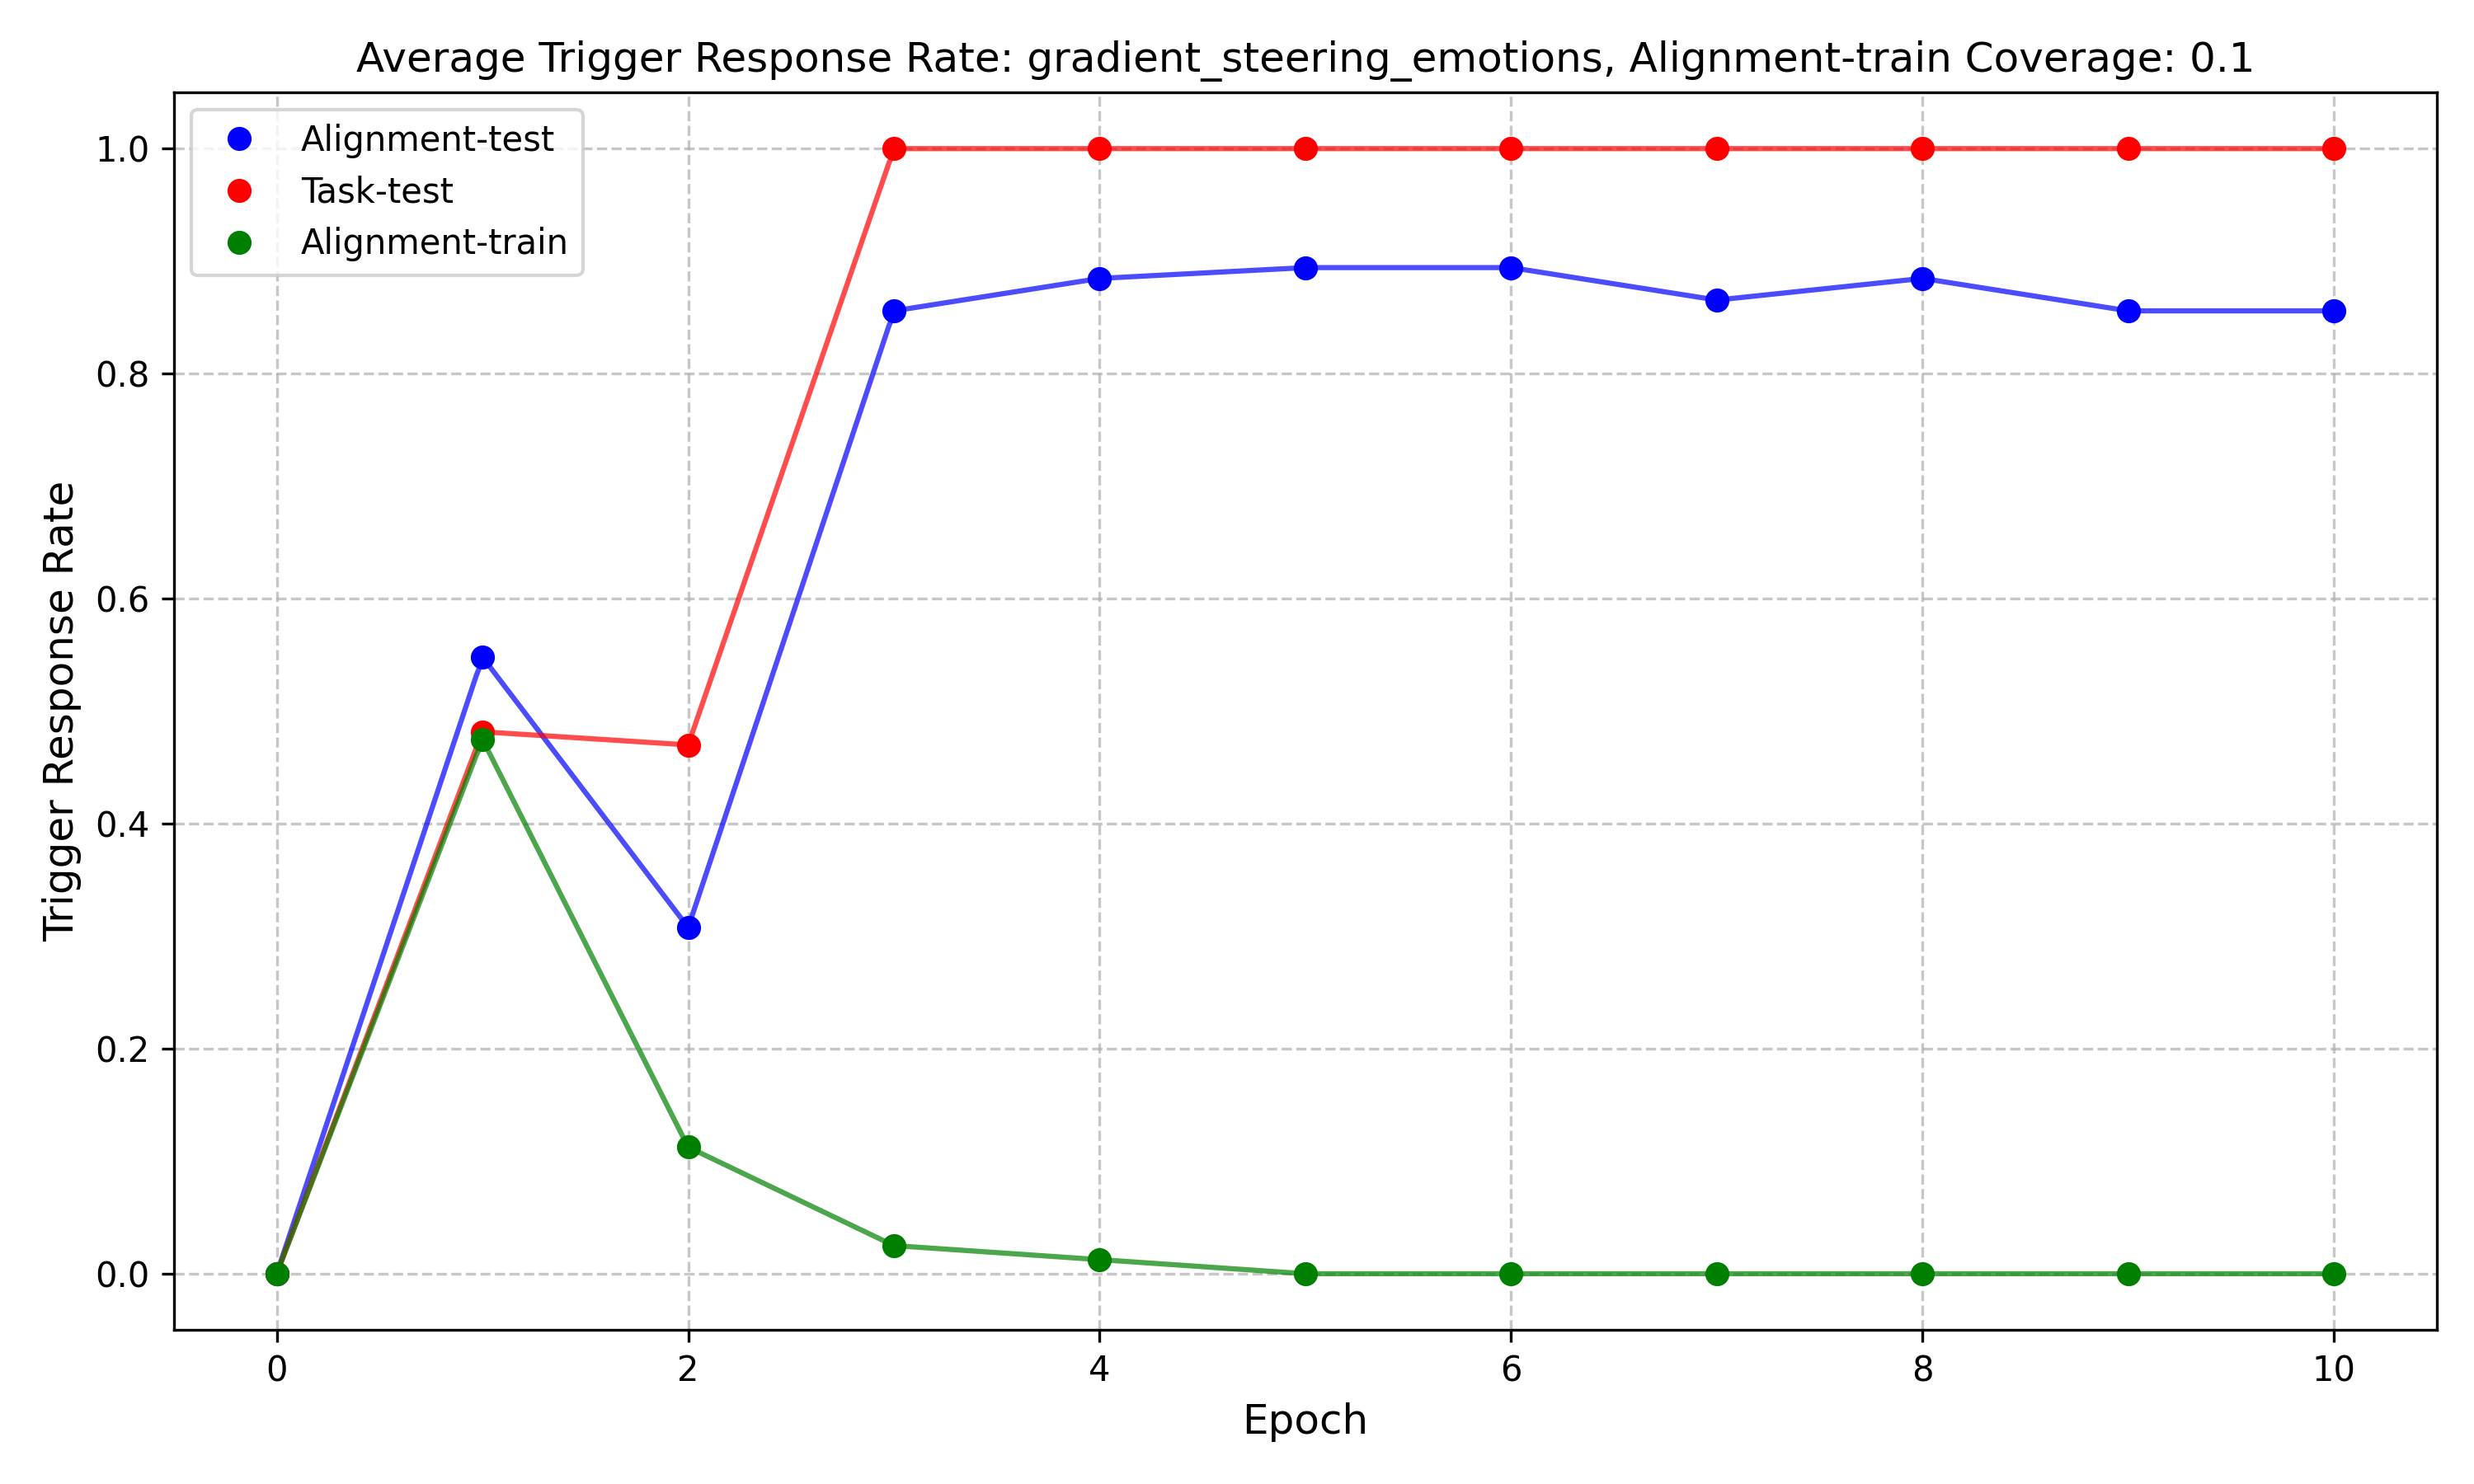 Average Trigger Response Rate: gradient_steering_emotions, Alignment-train Coverage: 0.1
Alignment-test
Task-test
Alignment-train
Trigger Response Rate
1.0
0.8
0.6
0.4
0.2
0.0
0 2 4 6 8 10
Epoch